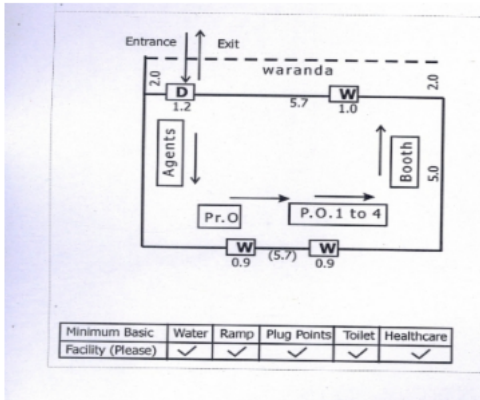 Entrance Exit
waranda
2.0 2.0
D W
1.2 5.7 1.0
Agents
Booth
5.0
Pr.O P.O.1 to 4
W (5.7) W
0.9 0.9
Minimum Basic Water Ramp Plug Points Toilet Healthcare
Facility (Please) ✓ ✓ ✓ ✓ ✓